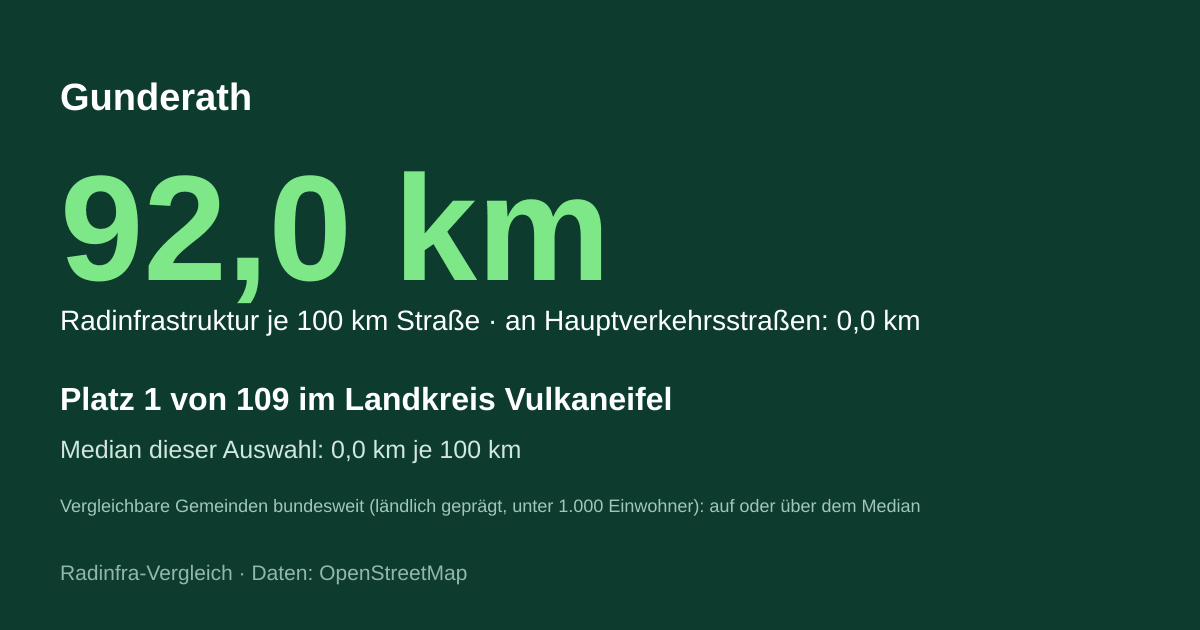 Gunderath
92,0 km
Radinfrastruktur je 100 km Straße · an Hauptverkehrsstraßen: 0,0 km
Platz 1 von 109 im Landkreis Vulkaneifel
Median dieser Auswahl: 0,0 km je 100 km
Vergleichbare Gemeinden bundesweit (ländlich geprägt, unter 1.000 Einwohner): auf oder über dem Median
Radinfra-Vergleich · Daten: OpenStreetMap